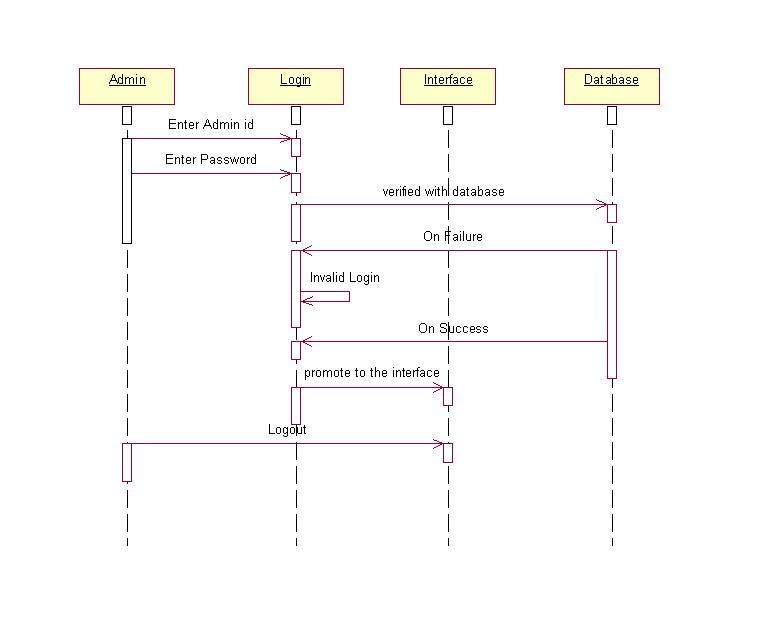 Admin
Login
Interface
Database
Enter Admin id
Enter Password
verified with database
On Failure
Invalid Login
On Success
promote to the interface
Logout